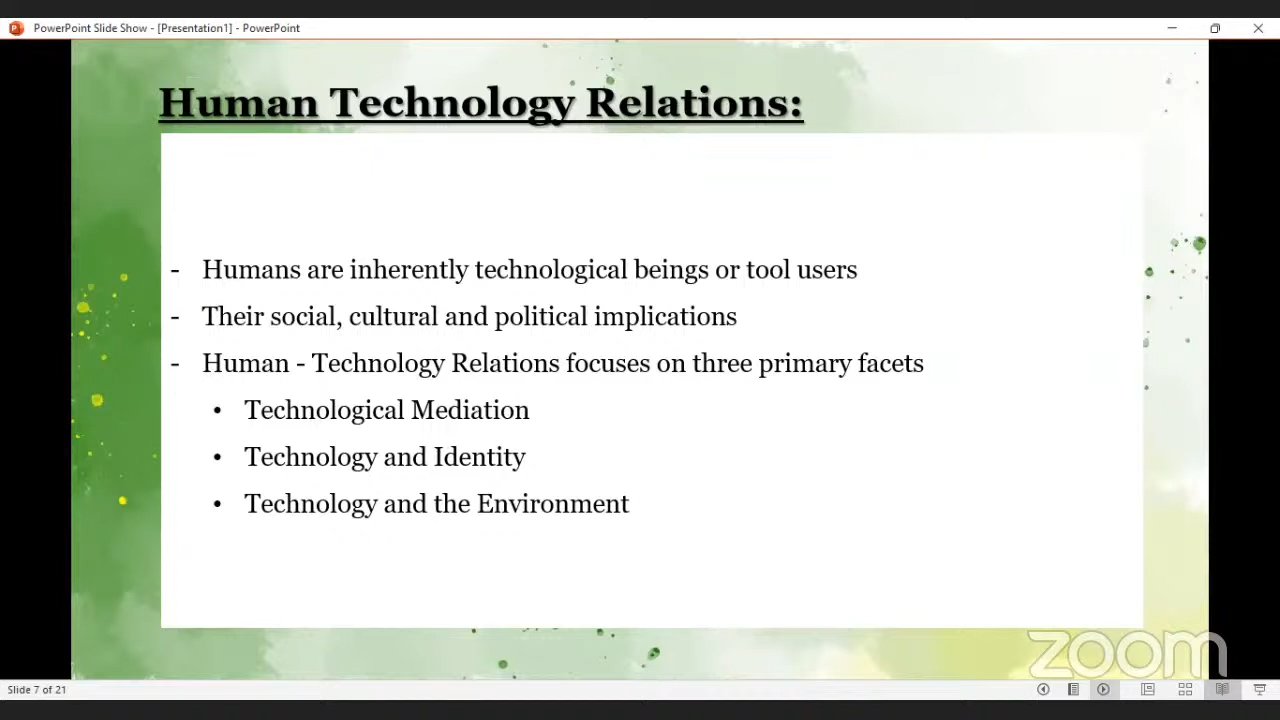 PowerPoint Slide Show - [Presentation1] - PowerPoint
Human Technology Relations:
- Humans are inherently technological beings or tool users
- Their social, cultural and political implications
- Human - Technology Relations focuses on three primary facets
• Technological Mediation
• Technology and Identity
• Technology and the Environment
zoom
Slide 7 of 21